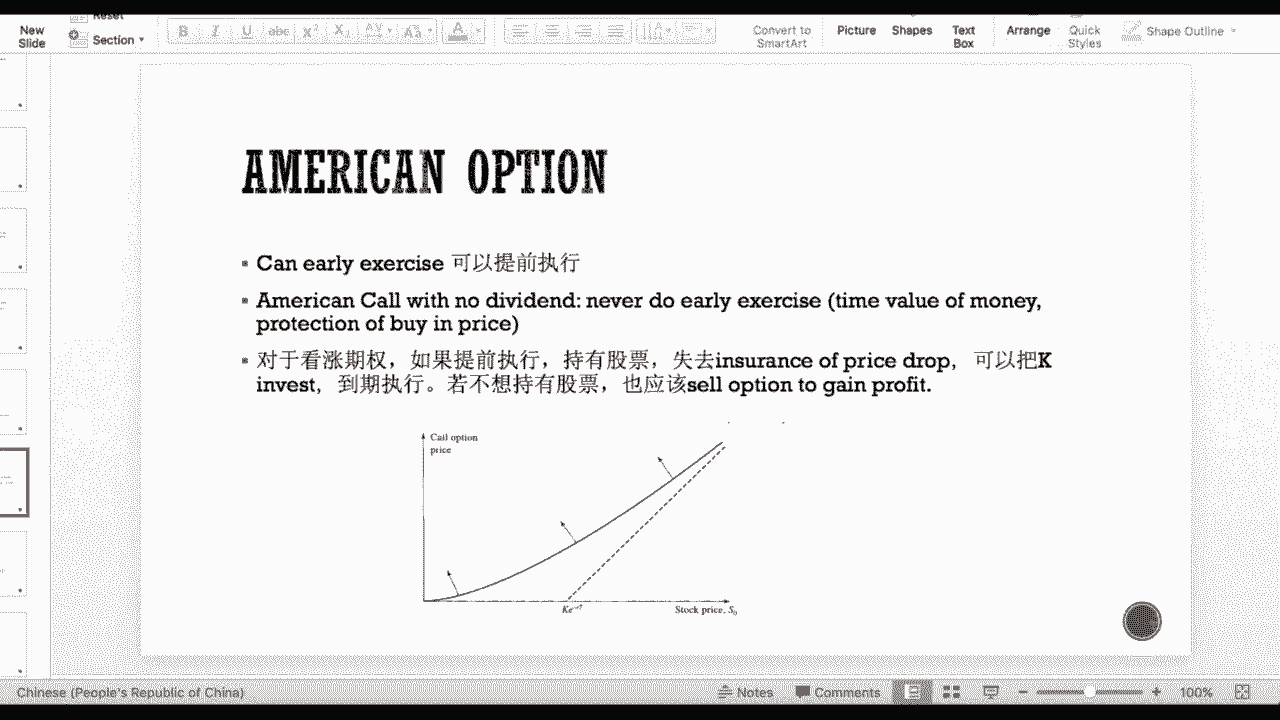 Reset
New
Slide
Section
B I U abc X X AV Aa A
Convert to
SmartArt
Picture
Shapes
Text
Box
Arrange
Quick
Styles
Shape Outline
AMERICAN OPTION
Can early exercise 可以提前执行
American Call with no dividend: never do early exercise (time value of money,
protection of buy in price)
对于看涨期权，如果提前执行，持有股票，失去insurance of price drop，可以把K
invest，到期执行。若不想持有股票，也应该sell option to gain profit.
Call option
price
Ke⁻ʳᵀ
Stock price, S₀
Chinese (People's Republic of China)
Notes
Comments
100%